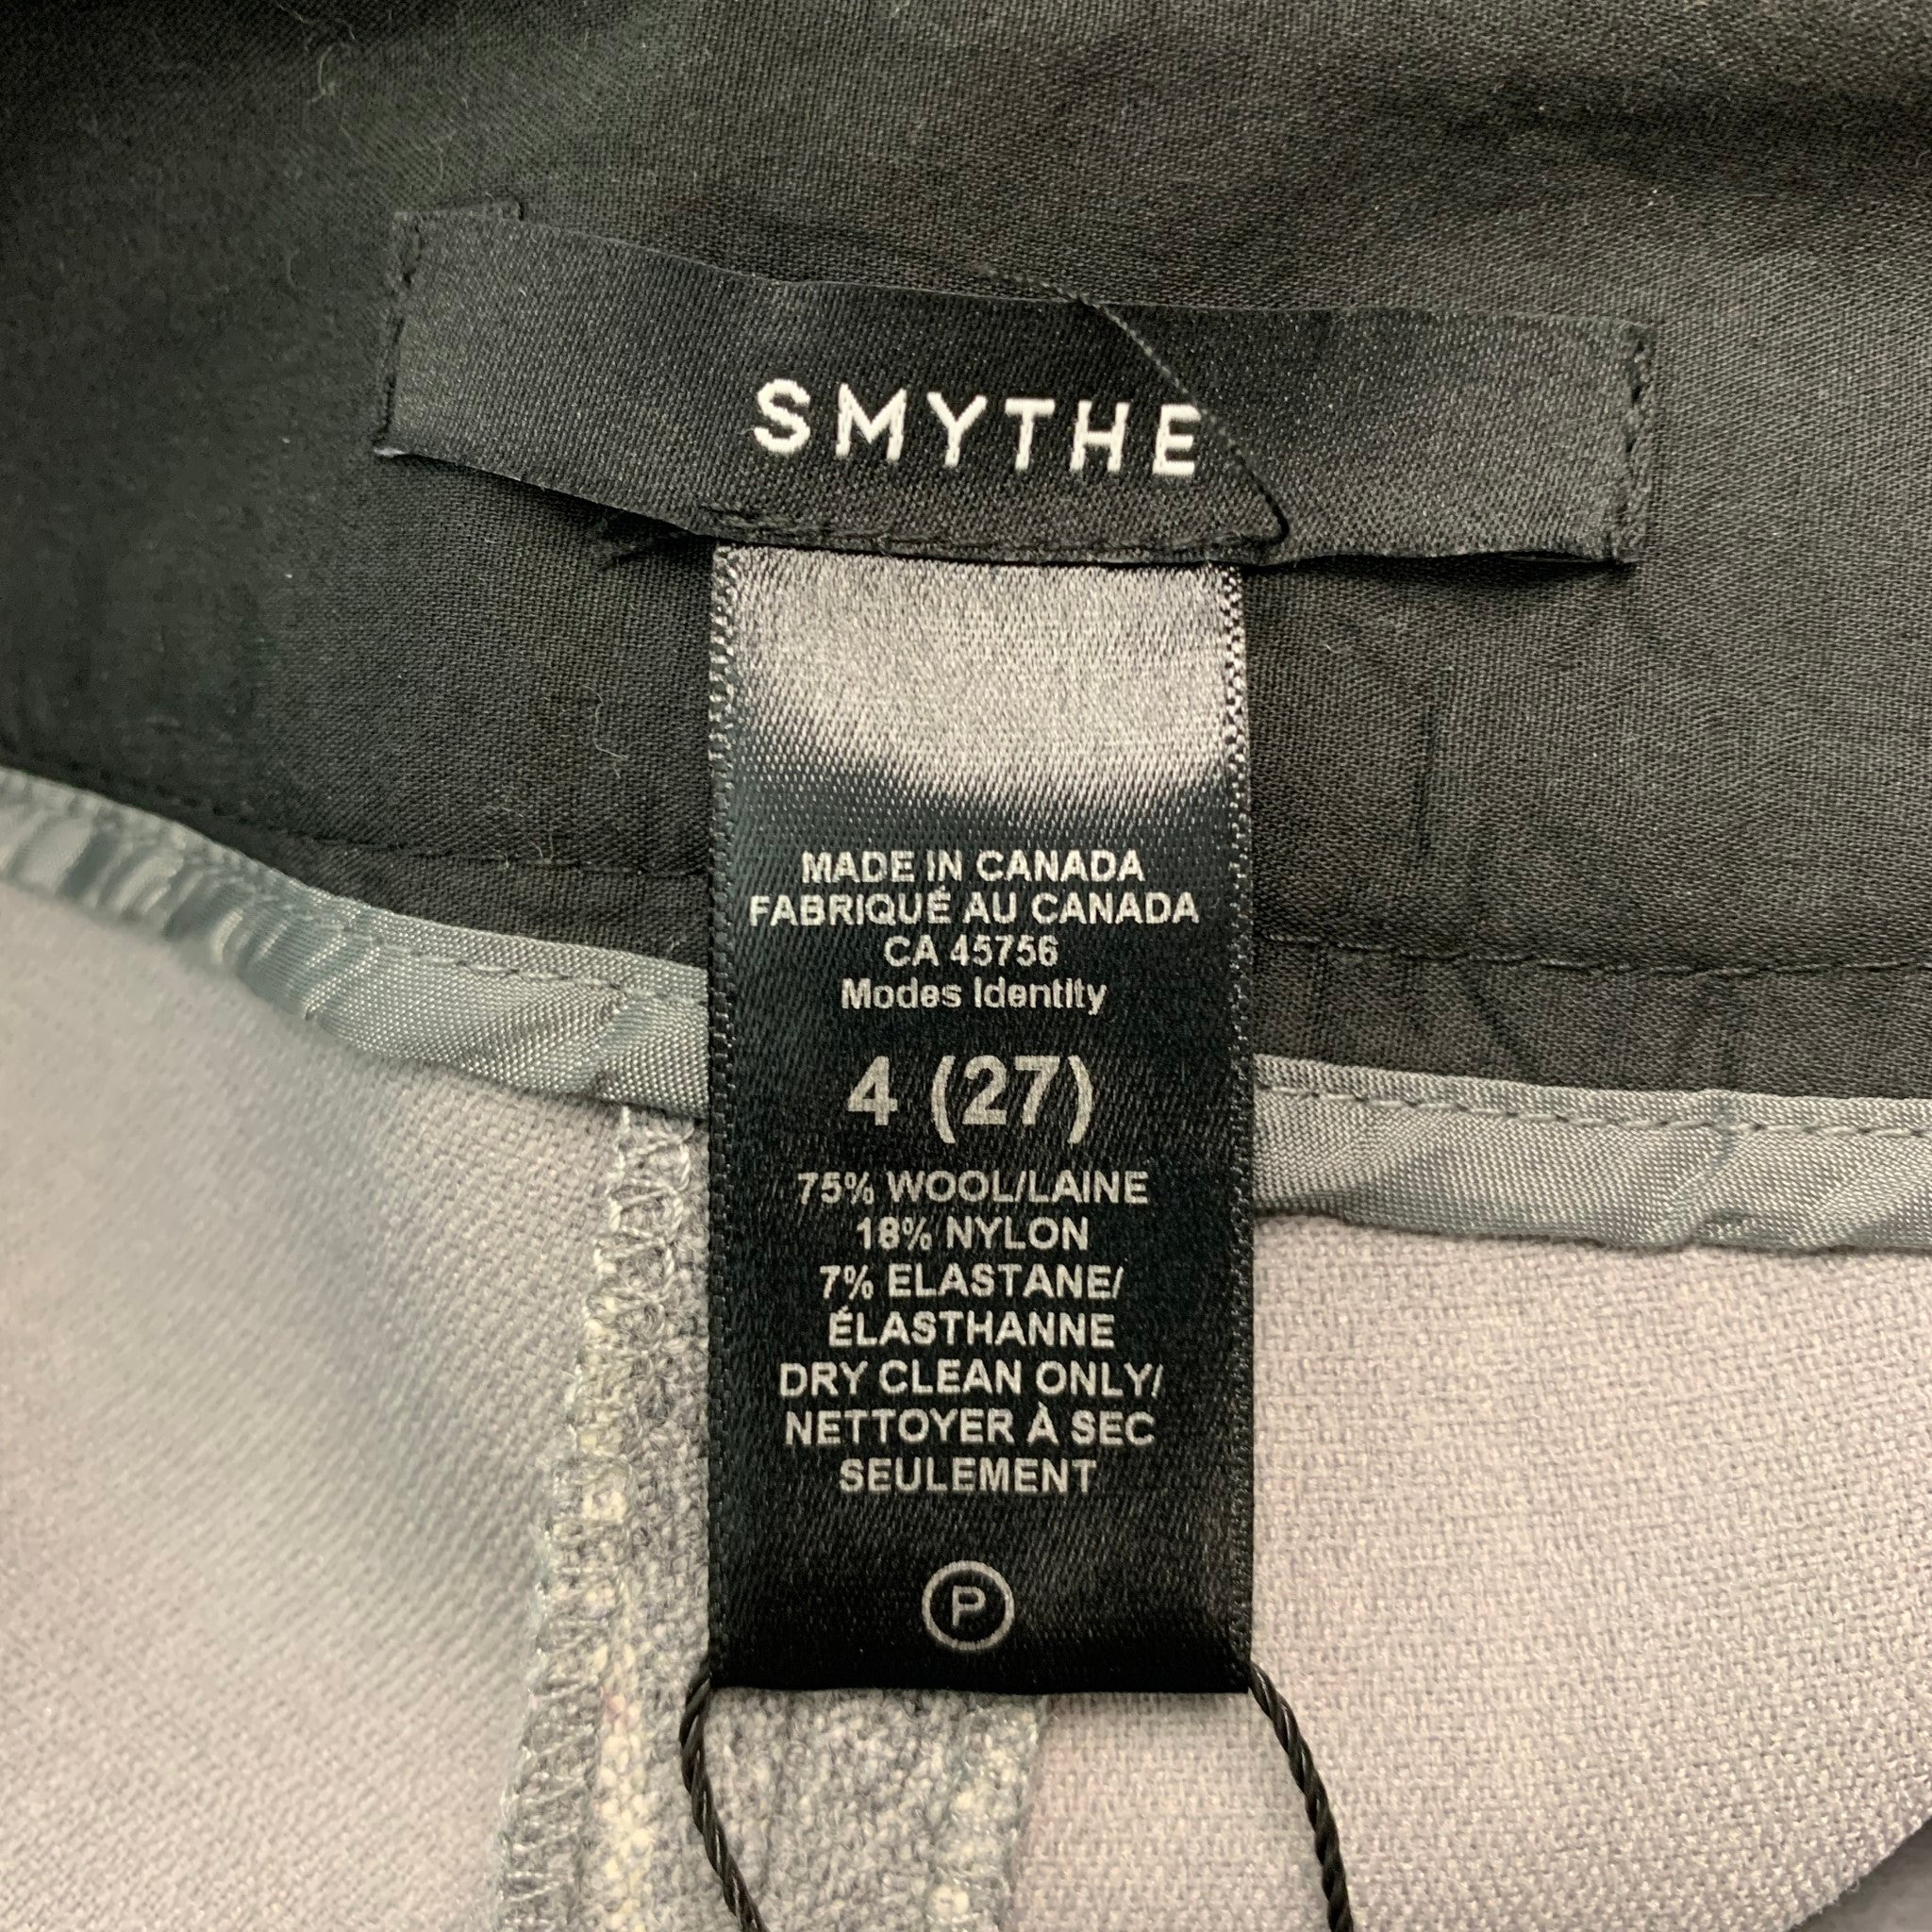 SMYTHE
MADE IN CANADA
FABRIQUÉ AU CANADA
CA 45756
Modes Identity
4 (27)
75% WOOL/LAINE
18% NYLON
7% ELASTANE/
ÉLASTHANNE
DRY CLEAN ONLY/
NETTOYER À SEC
SEULEMENT
P